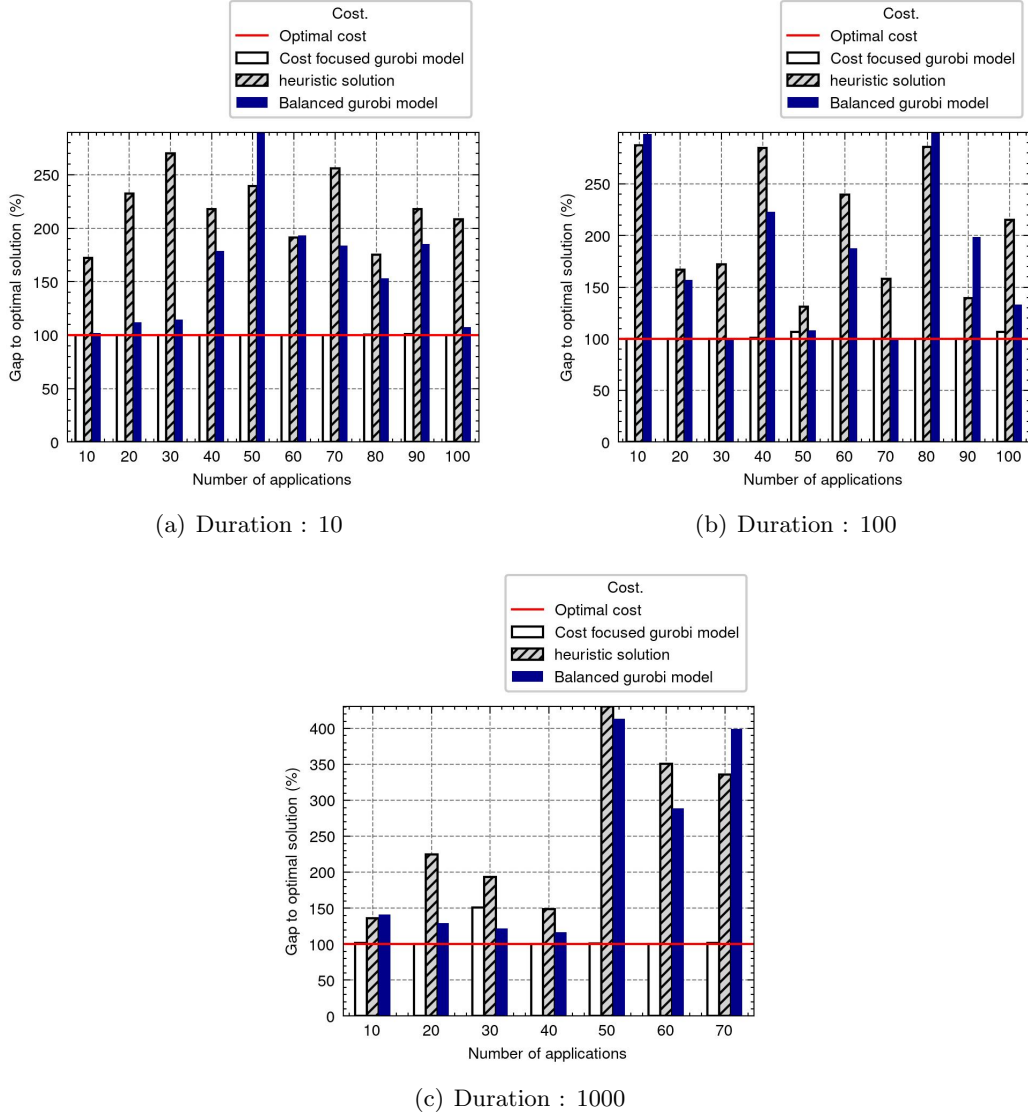 Cost.
Optimal cost
Cost focused gurobi model
heuristic solution
Balanced gurobi model
Gap to optimal solution (%)
250
200
150
100
50
0
10 20 30 40 50 60 70 80 90 100
Number of applications
(a) Duration : 10
Cost.
Optimal cost
Cost focused gurobi model
heuristic solution
Balanced gurobi model
Gap to optimal solution (%)
250
200
150
100
50
0
10 20 30 40 50 60 70 80 90 100
Number of applications
(b) Duration : 100
Cost.
Optimal cost
Cost focused gurobi model
heuristic solution
Balanced gurobi model
Gap to optimal solution (%)
400
350
300
250
200
150
100
50
0
10 20 30 40 50 60 70
Number of applications
(c) Duration : 1000